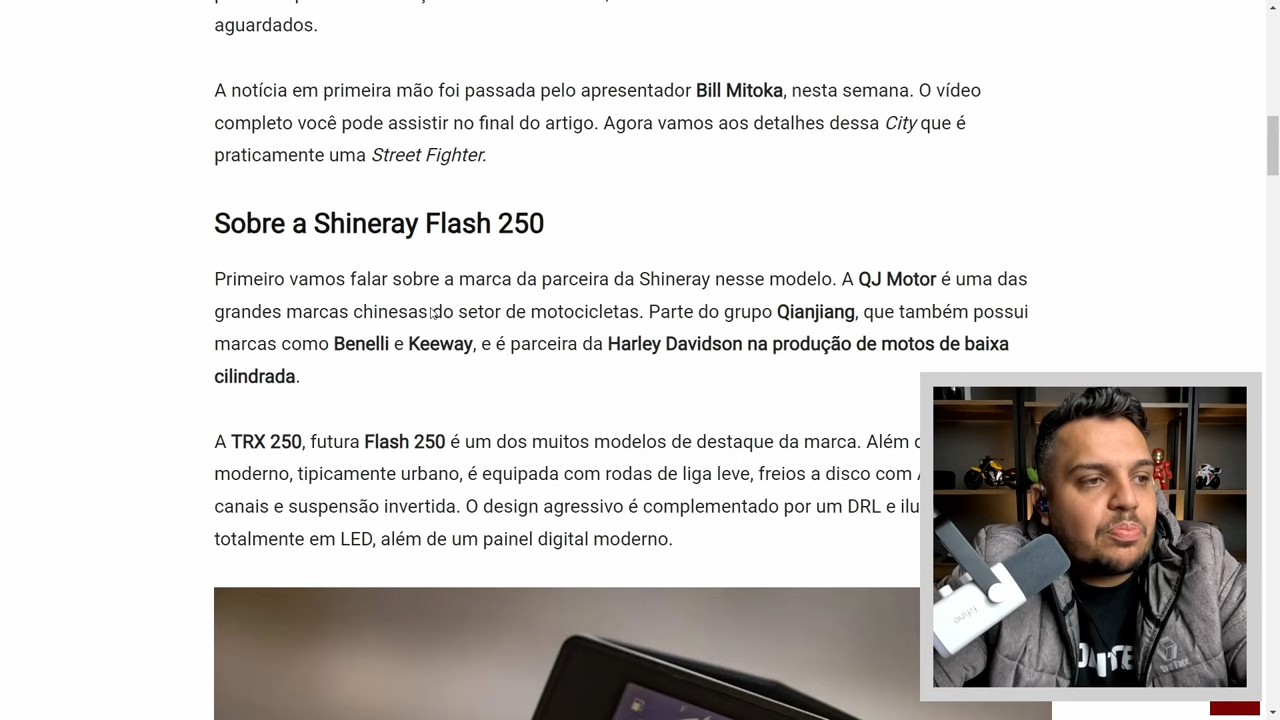 aguardados.
A notícia em primeira mão foi passada pelo apresentador Bill Mitoka, nesta semana. O vídeo
completo você pode assistir no final do artigo. Agora vamos aos detalhes dessa City que é
praticamente uma Street Fighter.
Sobre a Shineray Flash 250
Primeiro vamos falar sobre a marca da parceira da Shineray nesse modelo. A QJ Motor é uma das
grandes marcas chinesas do setor de motocicletas. Parte do grupo Qianjiang, que também possui
marcas como Benelli e Keeway, e é parceira da Harley Davidson na produção de motos de baixa
cilindrada.
A TRX 250, futura Flash 250 é um dos muitos modelos de destaque da marca. Além
moderno, tipicamente urbano, é equipada com rodas de liga leve, freios a disco com
canais e suspensão invertida. O design agressivo é complementado por um DRL e
totalmente em LED, além de um painel digital moderno.
fifine